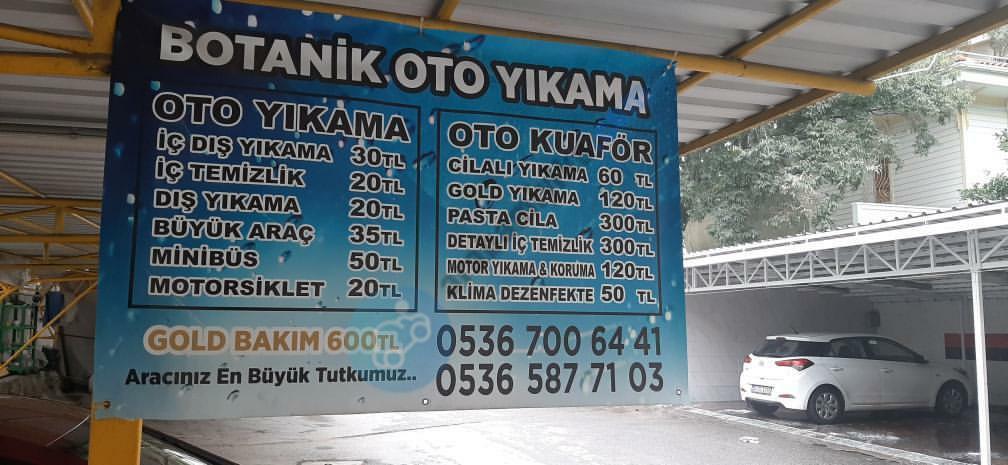 BOTANİK OTO YIKAMA
OTO YIKAMA
İÇ DIŞ YIKAMA 30TL
İÇ TEMİZLİK 20TL
DIŞ YIKAMA 20TL
BÜYÜK ARAÇ 35TL
MİNİBÜS 50TL
MOTORSİKLET 20TL
OTO KUAFÖR
CİLALI YIKAMA 60 TL
GOLD YIKAMA 120TL
PASTA CİLA 300TL
DETAYLI İÇ TEMİZLİK 300TL
MOTOR YIKAMA & KORUMA 120TL
KLİMA DEZENFEKTE 50 TL
GOLD BAKIM 600TL
Aracınız En Büyük Tutkumuz..
0536 700 64 41
0536 587 71 03